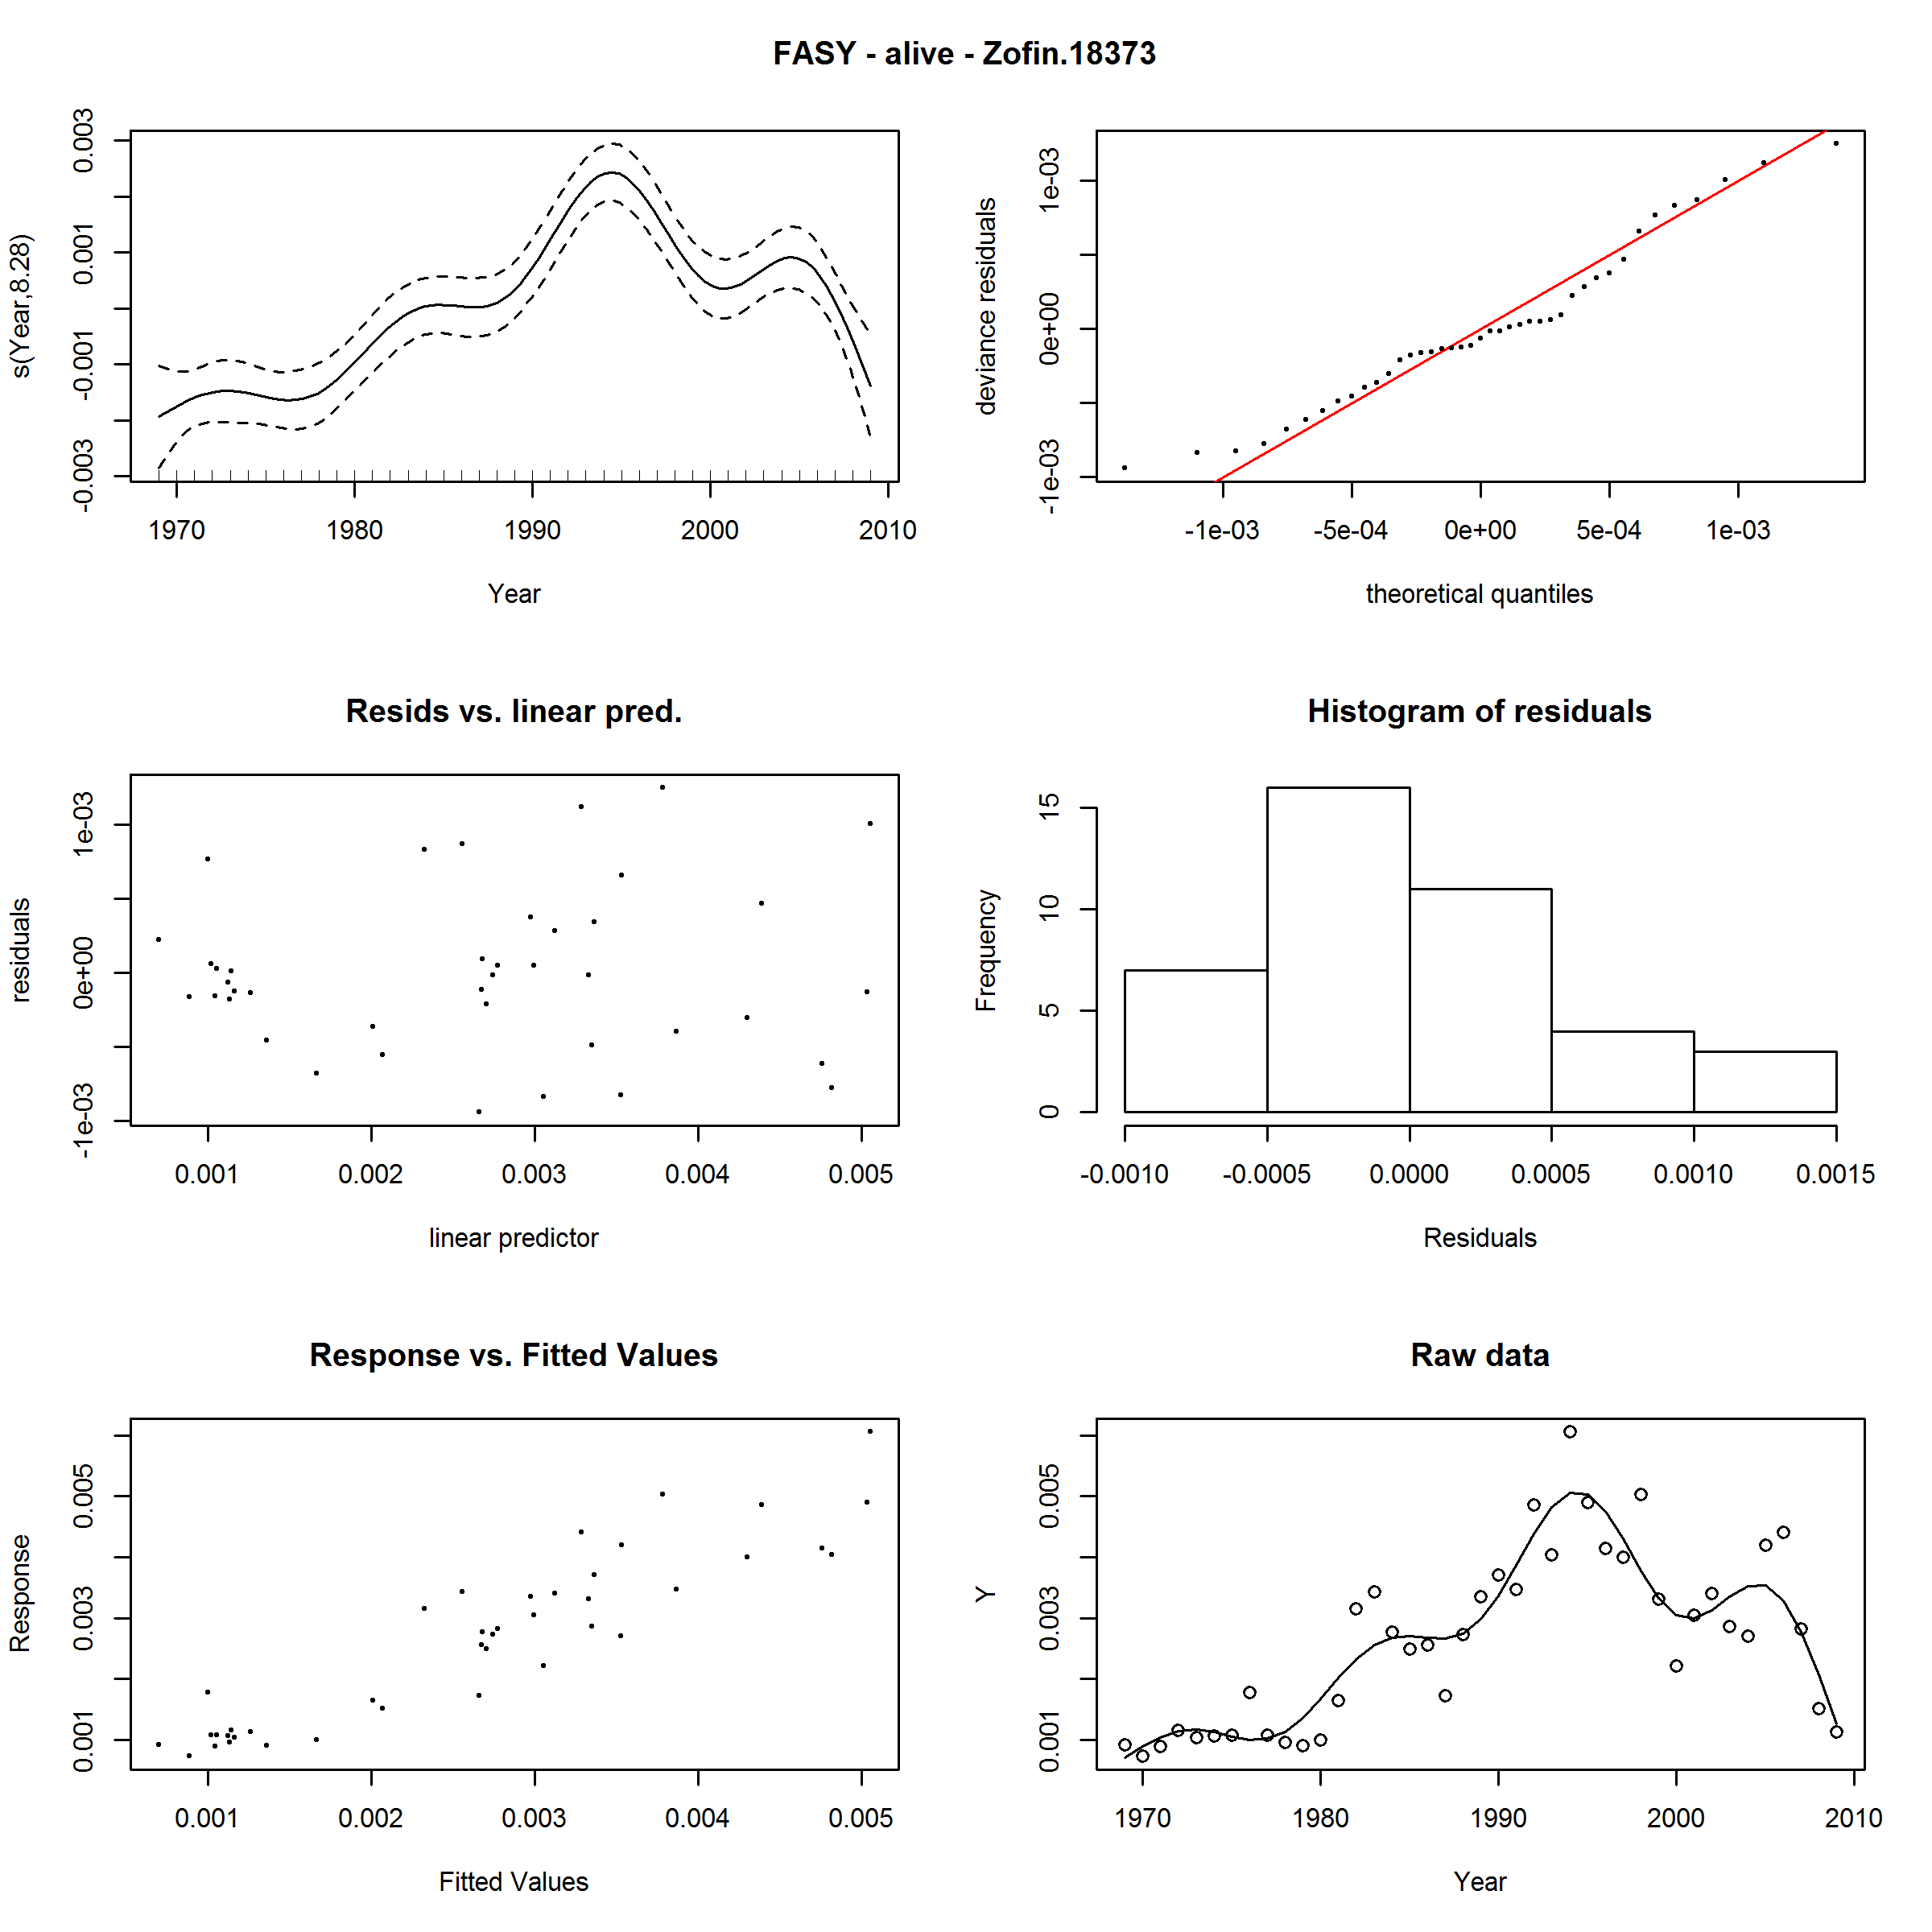 FASY - alive - Zofin.18373
s(Year,8.28)
0.003
0.001
-0.001
-0.003
1970 1980 1990 2000 2010
Year
deviance residuals
1e-03
0e+00
-1e-03
-1e-03 -5e-04 0e+00 5e-04 1e-03
theoretical quantiles
Resids vs. linear pred.
residuals
1e-03
0e+00
-1e-03
0.001 0.002 0.003 0.004 0.005
linear predictor
Histogram of residuals
Frequency
15
10
5
0
-0.0010 -0.0005 0.0000 0.0005 0.0010 0.0015
Residuals
Response vs. Fitted Values
Response
0.005
0.003
0.001
0.001 0.002 0.003 0.004 0.005
Fitted Values
Raw data
Y
0.005
0.003
0.001
1970 1980 1990 2000 2010
Year